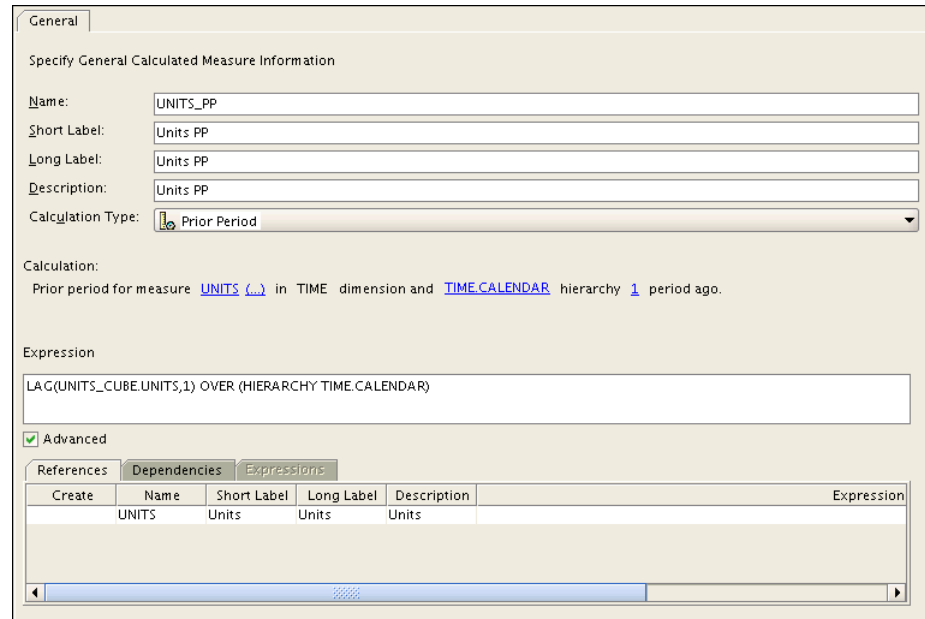 General
Specify General Calculated Measure Information
Name: UNITS_PP
Short Label: Units PP
Long Label: Units PP
Description: Units PP
Calculation Type: Prior Period
Calculation:
Prior period for measure UNITS (...) in TIME dimension and TIME.CALENDAR hierarchy 1 period ago.
Expression
LAG(UNITS_CUBE.UNITS,1) OVER (HIERARCHY TIME.CALENDAR)
Advanced
References Dependencies Expressions
Create Name Short Label Long Label Description Expression
UNITS Units Units Units